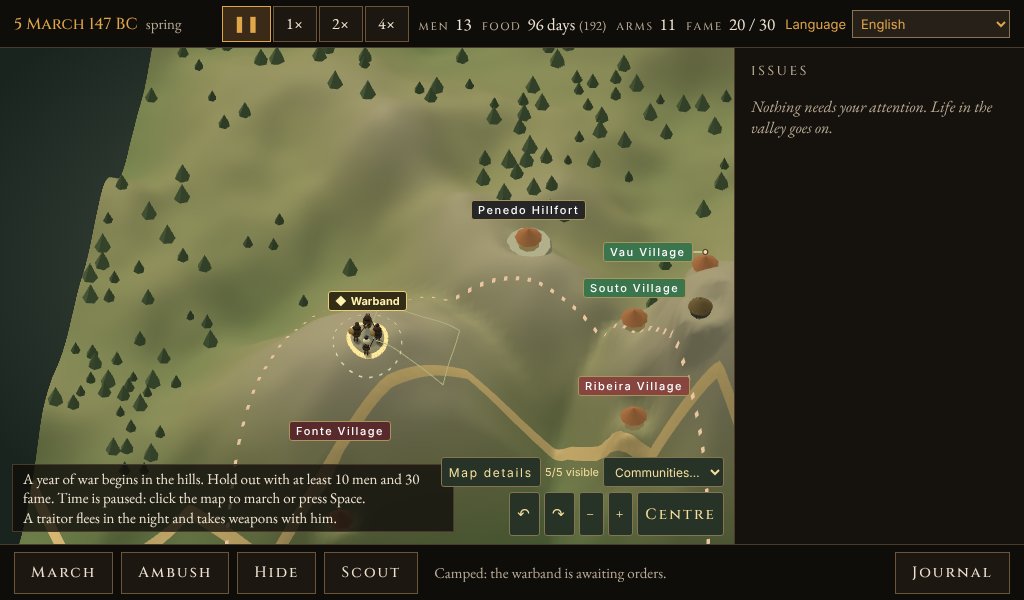 5 MARCH 147 BC spring
❚❚ 1× 2× 4×
MEN 13 FOOD 96 days (192) ARMS 11 FAME 20 / 30
Language English
ISSUES
Nothing needs your attention. Life in the
valley goes on.
Penedo Hillfort
Vau Village
Souto Village
◆ Warband
Ribeira Village
Fonte Village
A year of war begins in the hills. Hold out with at least 10 men and 30
fame. Time is paused: click the map to march or press Space.
A traitor flees in the night and takes weapons with him.
Map details 5/5 visible Communities...
↶ ↷ − + CENTRE
MARCH AMBUSH HIDE SCOUT Camped: the warband is awaiting orders. JOURNAL